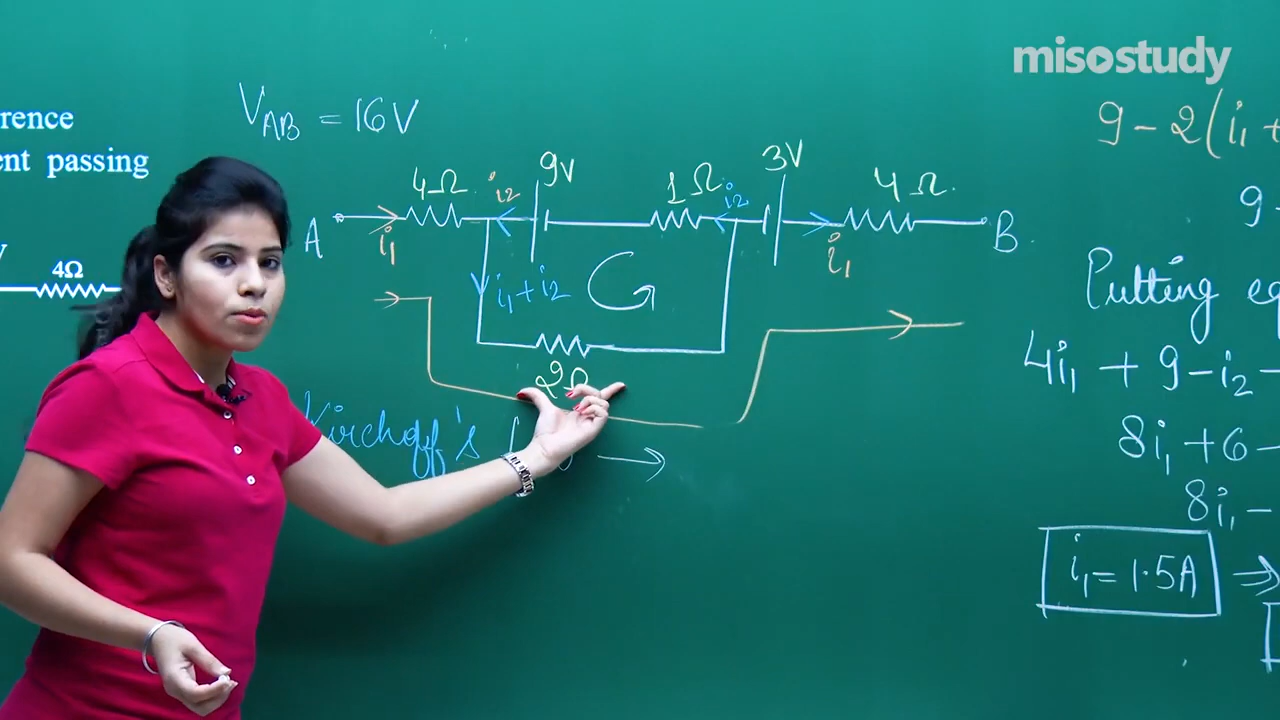 misostudy
rence
ent passing
4Ω
V_AB = 16V
4Ω
i₂
9V
1Ω
i₂
3V
4Ω
A
i₁
i₁
B
i₁ + i₂
2Ω
Kirchoff's
9 - 2(i₁ +
9 -
Putting eq
4i₁ + 9 - i₂ -
8i₁ + 6 -
8i₁ -
i₁ = 1.5A ⇒